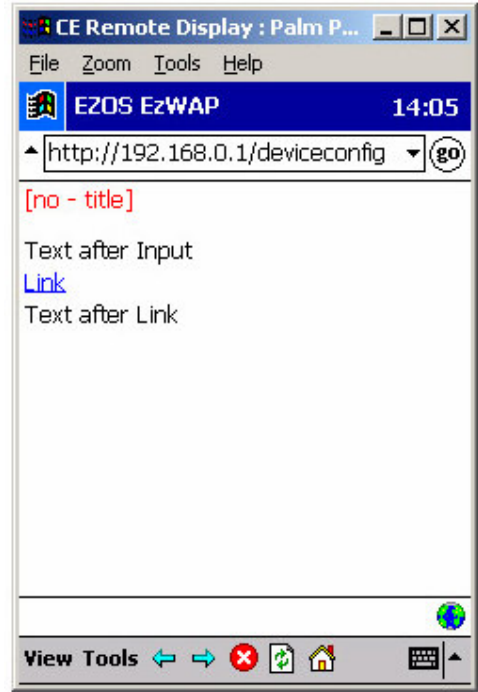 CE Remote Display : Palm P...
File Zoom Tools Help
EZOS EzWAP 14:05
http://192.168.0.1/deviceconfig go
[no - title]
Text after Input
Link
Text after Link
View Tools